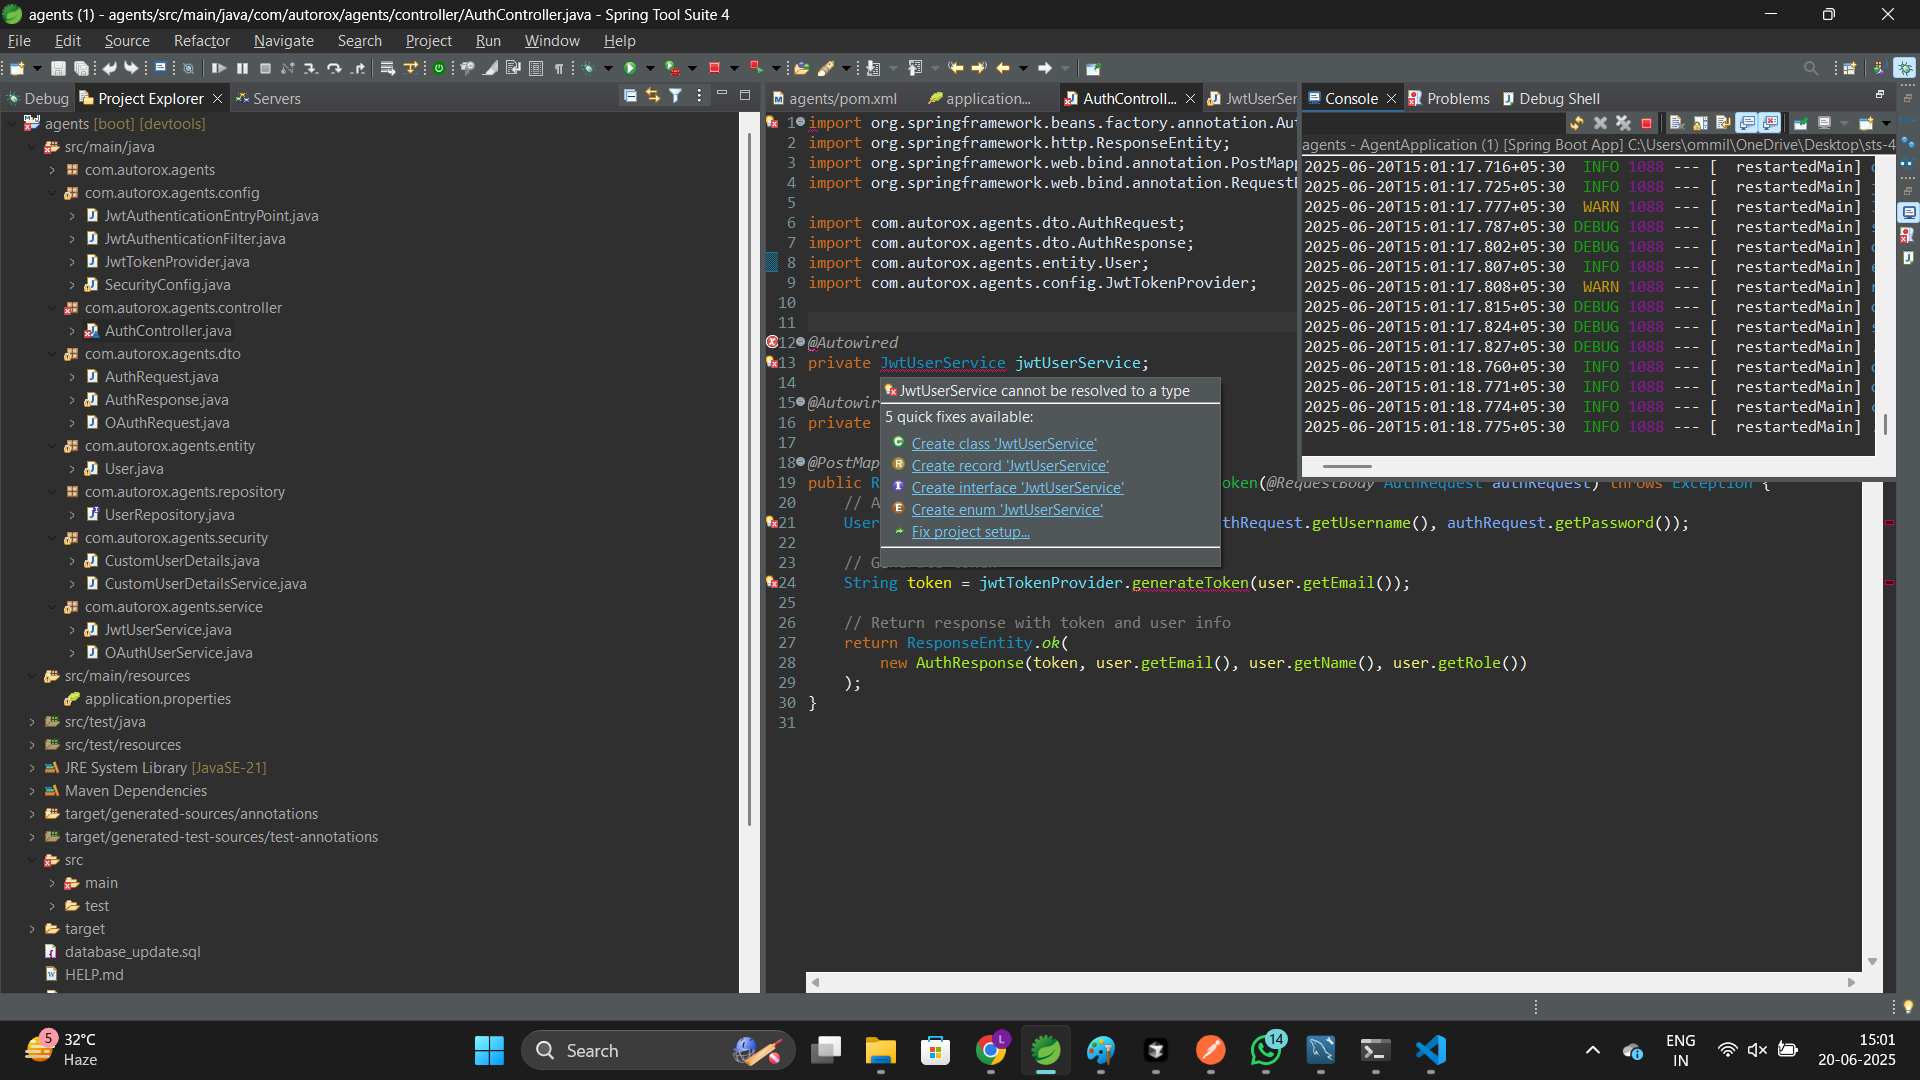 agents (1) - agents/src/main/java/com/autorox/agents/controller/AuthController.java - Spring Tool Suite 4
File Edit Source Refactor Navigate Search Project Run Window Help
Debug Project Explorer Servers
agents [boot] [devtools]
src/main/java
com.autorox.agents
com.autorox.agents.config
JwtAuthenticationEntryPoint.java
JwtAuthenticationFilter.java
JwtTokenProvider.java
SecurityConfig.java
com.autorox.agents.controller
AuthController.java
com.autorox.agents.dto
AuthRequest.java
AuthResponse.java
OAuthRequest.java
com.autorox.agents.entity
User.java
com.autorox.agents.repository
UserRepository.java
com.autorox.agents.security
CustomUserDetails.java
CustomUserDetailsService.java
com.autorox.agents.service
JwtUserService.java
OAuthUserService.java
src/main/resources
application.properties
src/test/java
src/test/resources
JRE System Library [JavaSE-21]
Maven Dependencies
target/generated-sources/annotations
target/generated-test-sources/test-annotations
src
main
test
target
database_update.sql
HELP.md
agents/pom.xml application... AuthControll... JwtUserSer
1 import org.springframework.beans.factory.annotation.Aut
2 import org.springframework.http.ResponseEntity;
3 import org.springframework.web.bind.annotation.PostMapp
4 import org.springframework.web.bind.annotation.RequestB
5
6 import com.autorox.agents.dto.AuthRequest;
7 import com.autorox.agents.dto.AuthResponse;
8 import com.autorox.agents.entity.User;
9 import com.autorox.agents.config.JwtTokenProvider;
10
11
12 @Autowired
13 private JwtUserService jwtUserService;
14
15 @Autowir
16 private
17
18 @PostMap
19 public R oken(@RequestBody AuthRequest authRequest) throws Exception {
20 // A
21 User thRequest.getUsername(), authRequest.getPassword());
22
23 // G
24 String token = jwtTokenProvider.generateToken(user.getEmail());
25
26 // Return response with token and user info
27 return ResponseEntity.ok(
28 new AuthResponse(token, user.getEmail(), user.getName(), user.getRole())
29 );
30 }
31
JwtUserService cannot be resolved to a type
5 quick fixes available:
Create class 'JwtUserService'
Create record 'JwtUserService'
Create interface 'JwtUserService'
Create enum 'JwtUserService'
Fix project setup...
Console Problems Debug Shell
agents - AgentApplication (1) [Spring Boot App] C:\Users\ommil\OneDrive\Desktop\sts-4
2025-06-20T15:01:17.716+05:30 INFO 1088 --- [ restartedMain]
2025-06-20T15:01:17.725+05:30 INFO 1088 --- [ restartedMain]
2025-06-20T15:01:17.777+05:30 WARN 1088 --- [ restartedMain]
2025-06-20T15:01:17.787+05:30 DEBUG 1088 --- [ restartedMain]
2025-06-20T15:01:17.802+05:30 DEBUG 1088 --- [ restartedMain]
2025-06-20T15:01:17.807+05:30 INFO 1088 --- [ restartedMain]
2025-06-20T15:01:17.808+05:30 WARN 1088 --- [ restartedMain]
2025-06-20T15:01:17.815+05:30 DEBUG 1088 --- [ restartedMain]
2025-06-20T15:01:17.824+05:30 DEBUG 1088 --- [ restartedMain]
2025-06-20T15:01:17.827+05:30 DEBUG 1088 --- [ restartedMain]
2025-06-20T15:01:18.760+05:30 INFO 1088 --- [ restartedMain]
2025-06-20T15:01:18.771+05:30 INFO 1088 --- [ restartedMain]
2025-06-20T15:01:18.774+05:30 INFO 1088 --- [ restartedMain]
2025-06-20T15:01:18.775+05:30 INFO 1088 --- [ restartedMain]
5
32°C
Haze
Search
L
14
ENG
IN
15:01
20-06-2025